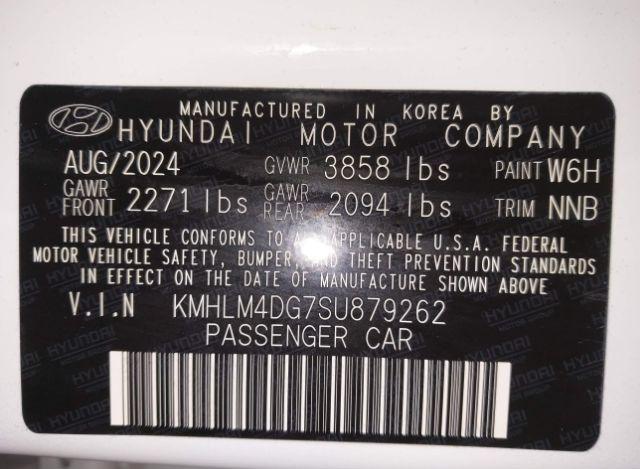 MANUFACTURED IN KOREA BY
HYUNDAI MOTOR COMPANY
AUG/2024 GVWR 3858 lbs PAINT W6H
GAWR FRONT 2271 lbs GAWR REAR 2094 lbs TRIM NNB
THIS VEHICLE CONFORMS TO ALL APPLICABLE U.S.A. FEDERAL
MOTOR VEHICLE SAFETY, BUMPER, AND THEFT PREVENTION STANDARDS
IN EFFECT ON THE DATE OF MANUFACTURE SHOWN ABOVE
V.I.N KMHLM4DG7SU879262
PASSENGER CAR